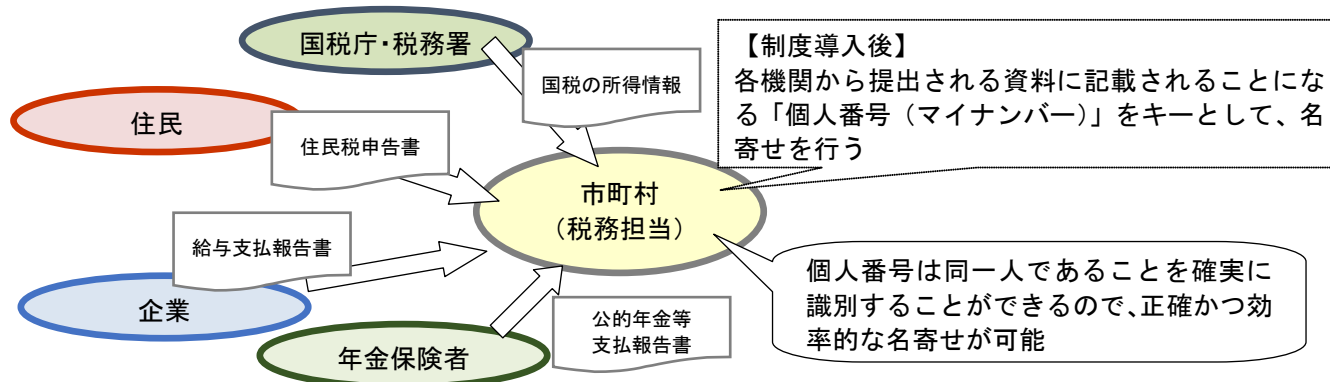 国税庁・税務署
国税の所得情報
【制度導入後】
各機関から提出される資料に記載されることにな
る「個人番号（マイナンバー）」をキーとして、名
寄せを行う
住民
住民税申告書
市町村
（税務担当）
給与支払報告書
企業
個人番号は同一人であることを確実に
識別することができるので、正確かつ効
率的な名寄せが可能
公的年金等
支払報告書
年金保険者